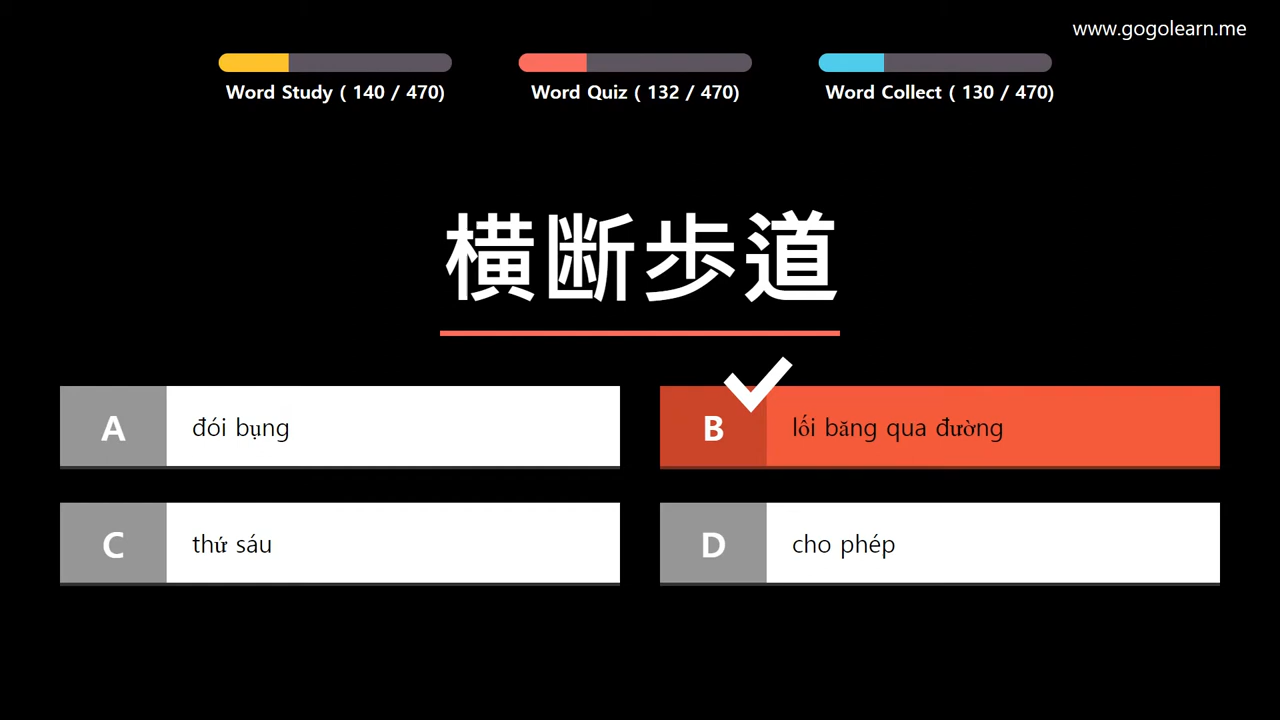 www.gogolearn.me
Word Study ( 140 / 470)
Word Quiz ( 132 / 470)
Word Collect ( 130 / 470)
横断歩道
A
đói bụng
B
lối băng qua đường
C
thứ sáu
D
cho phép